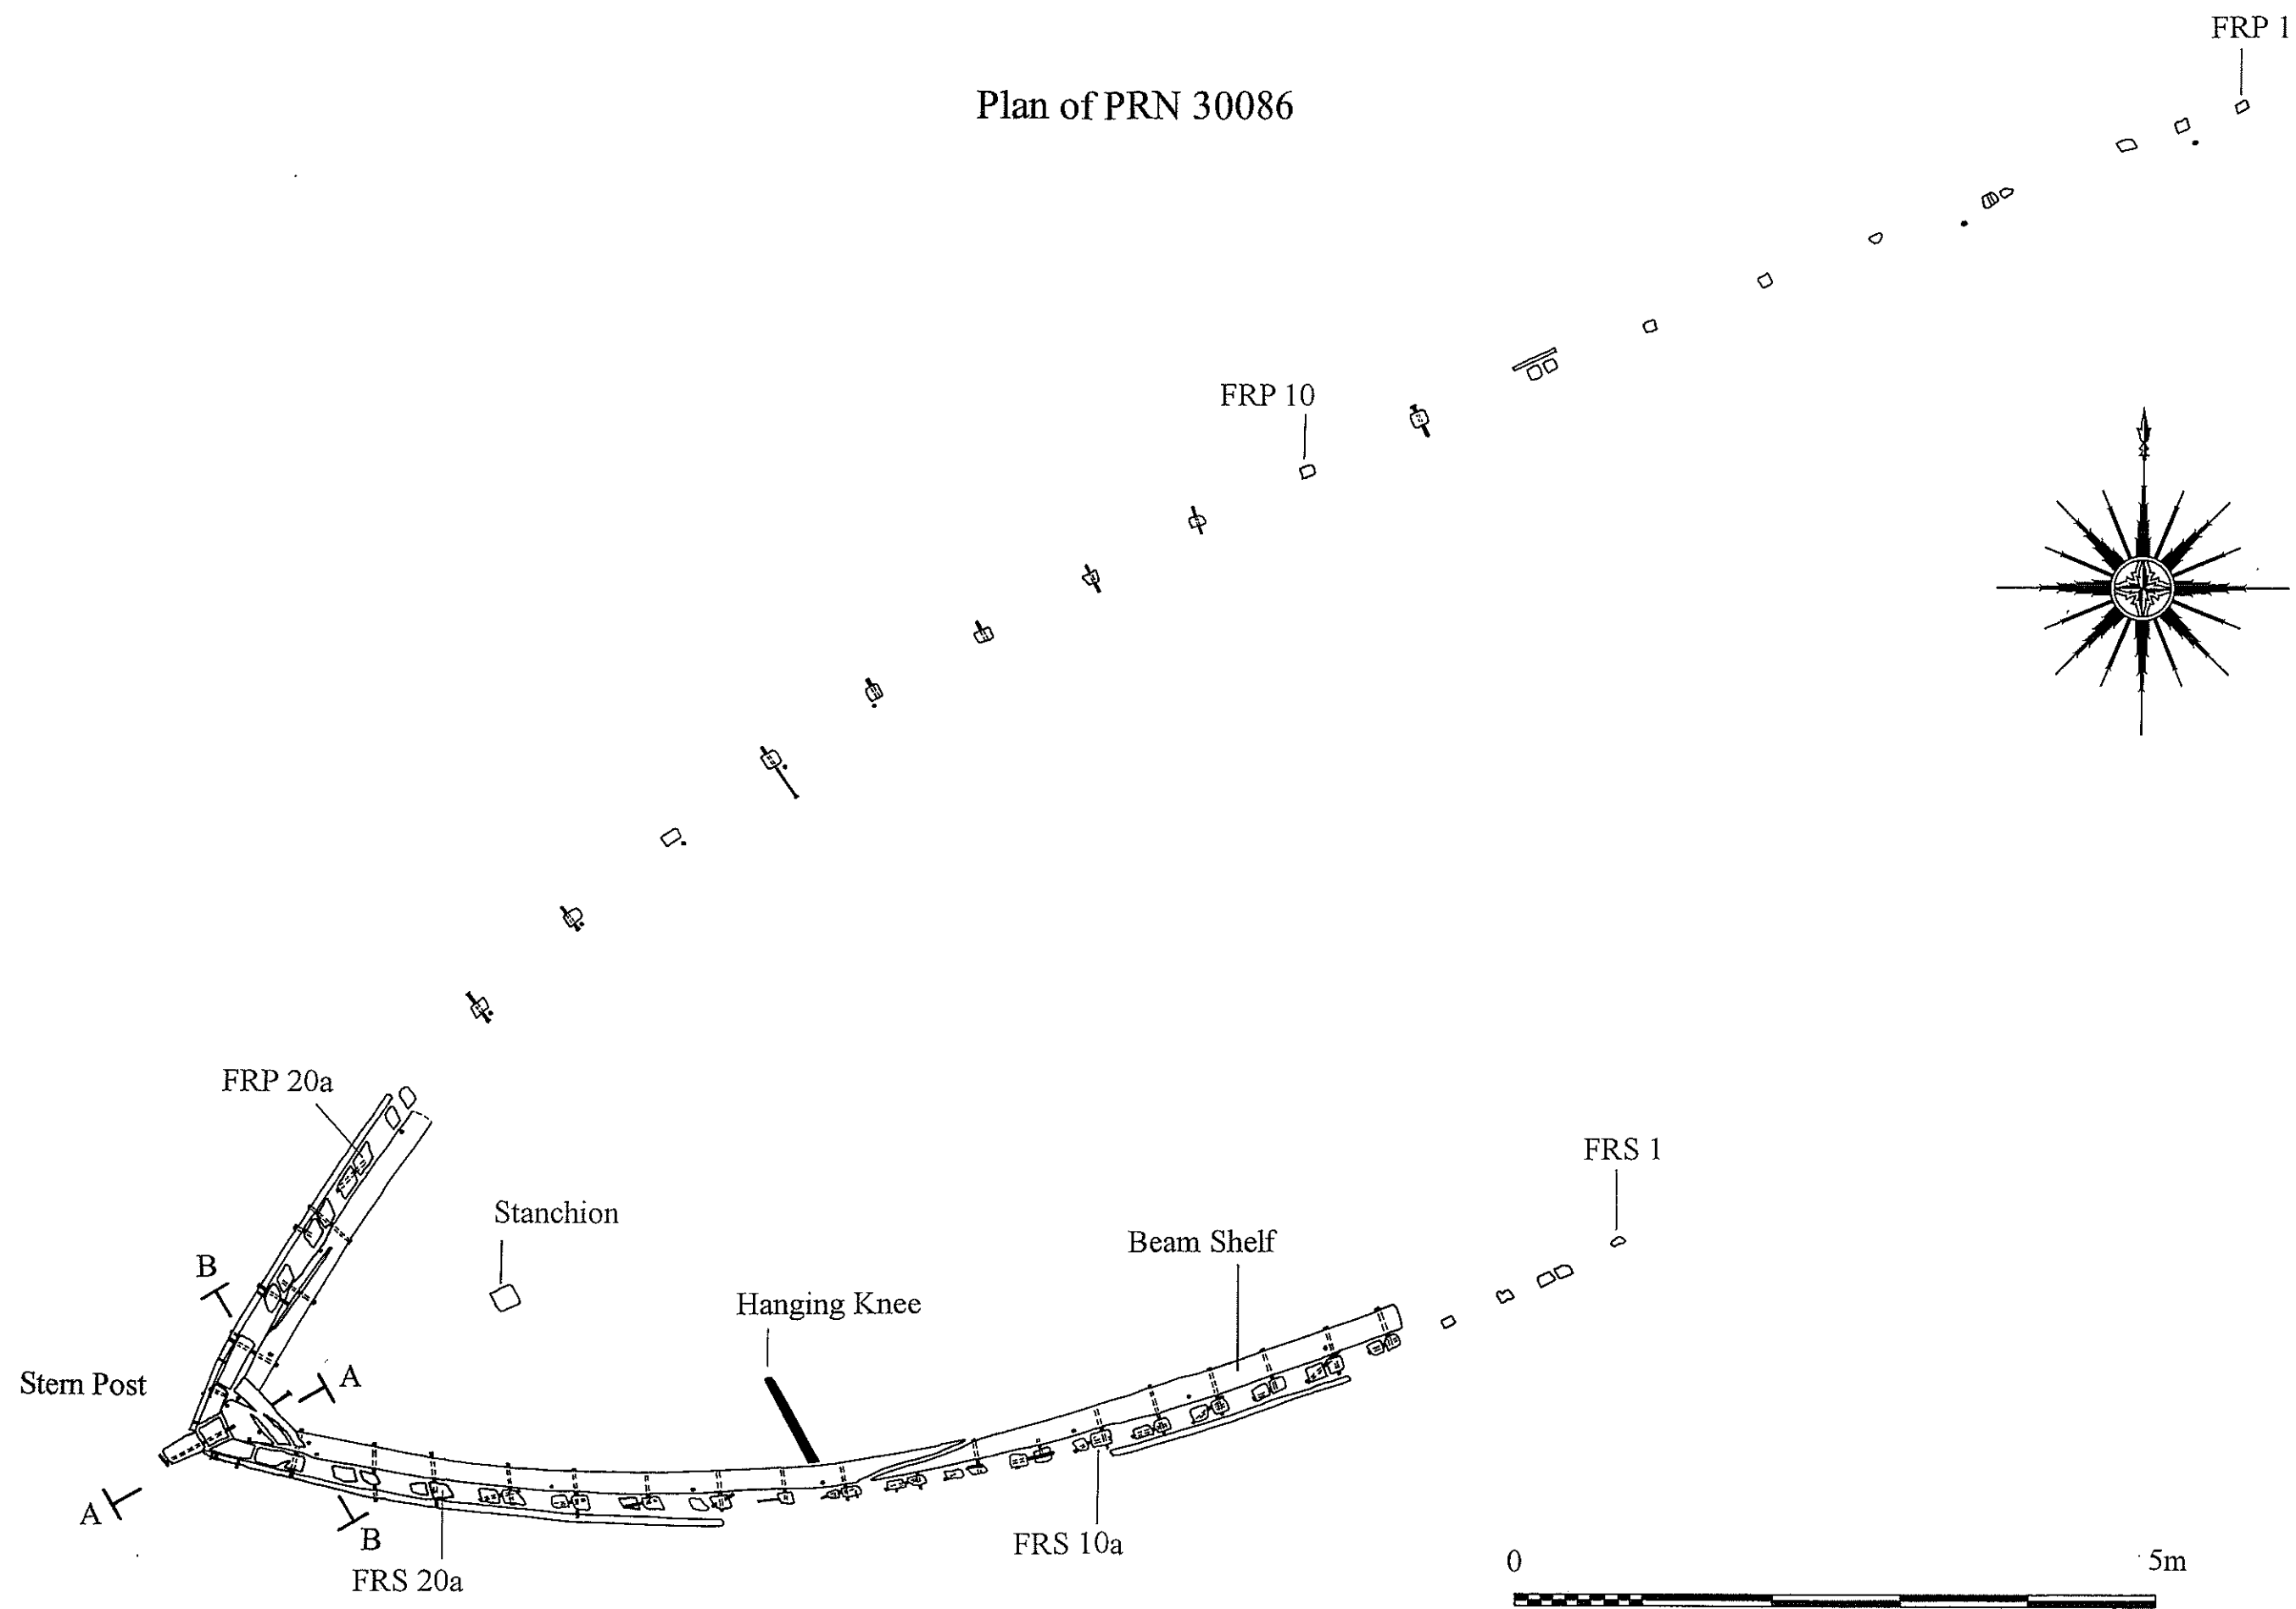 FRP 1
Plan of PRN 30086
FRP 10
FRP 20a
FRS 1
Stanchion
Beam Shelf
B
Hanging Knee
A
Stern Post
A
B
FRS 10a
FRS 20a
0
5m